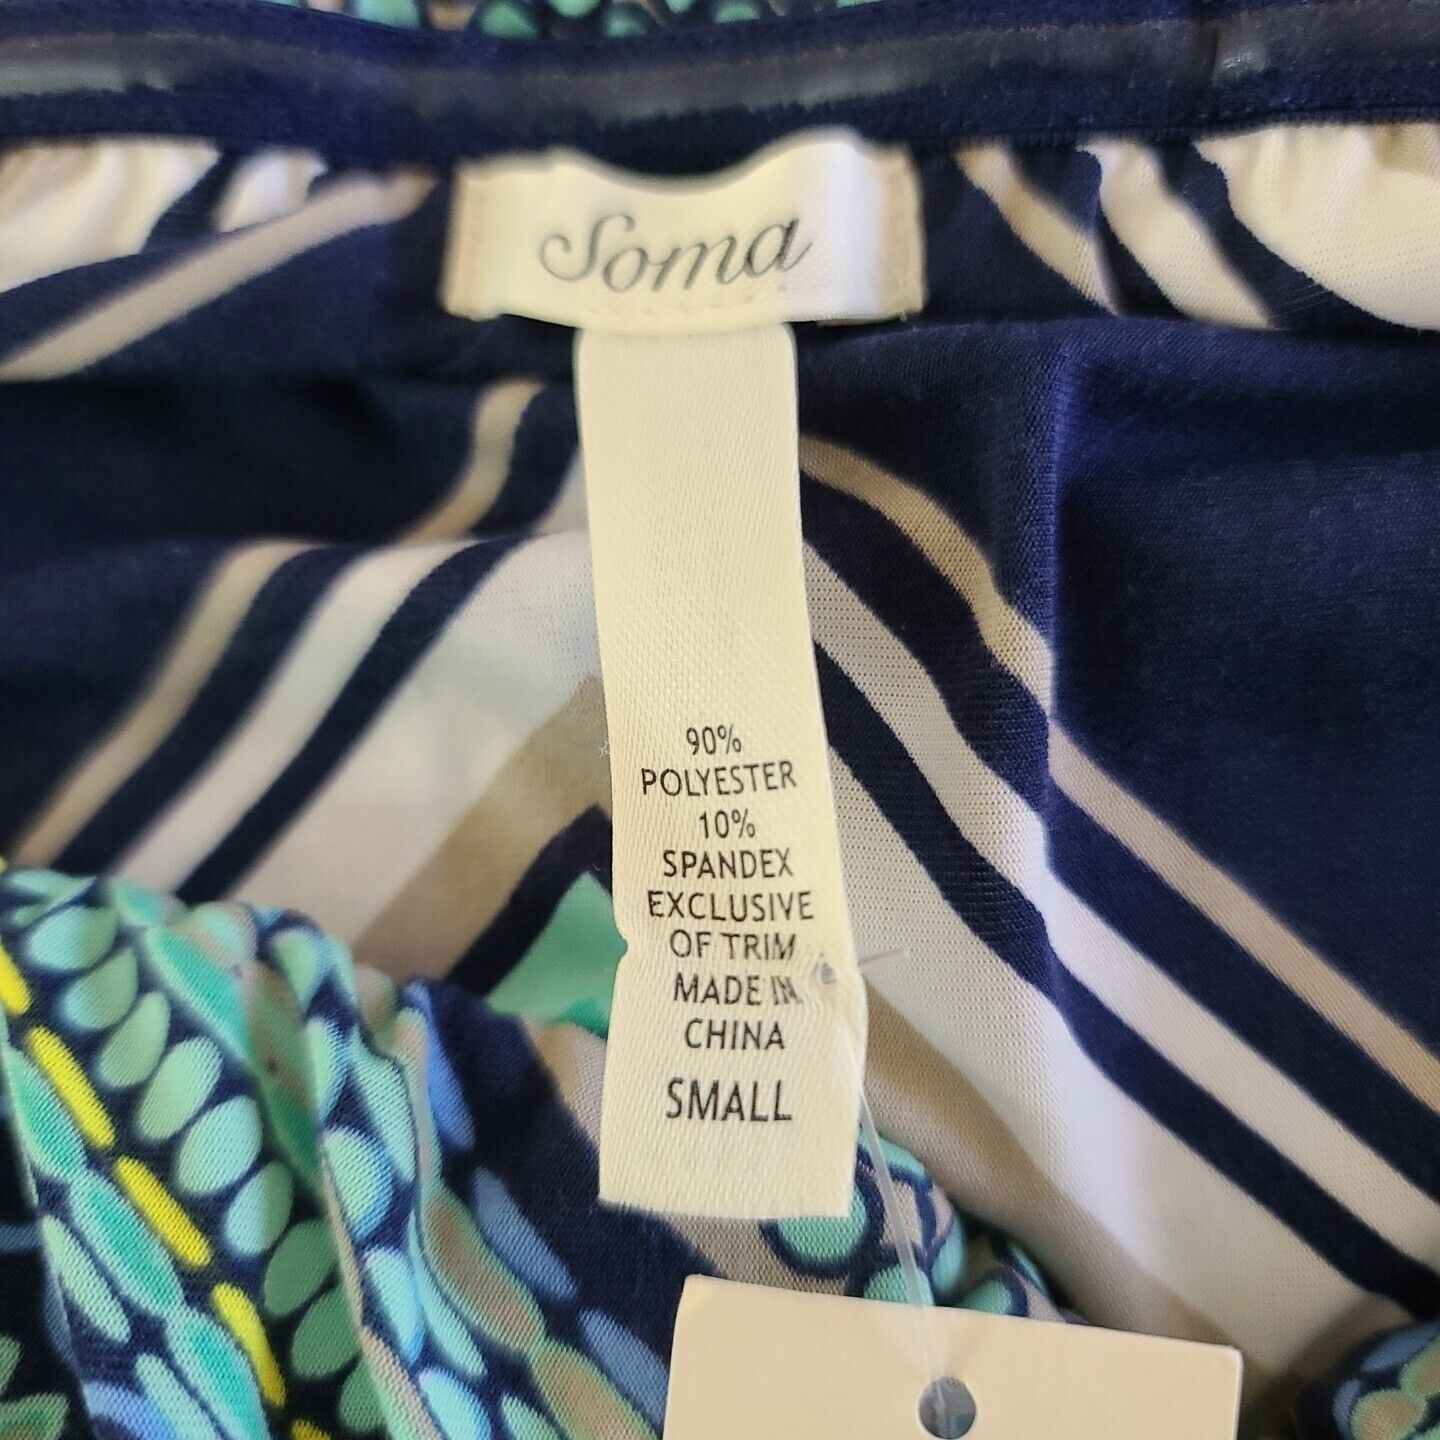 Soma
90%
POLYESTER
10%
SPANDEX
EXCLUSIVE
OF TRIM
MADE IN
CHINA
SMALL